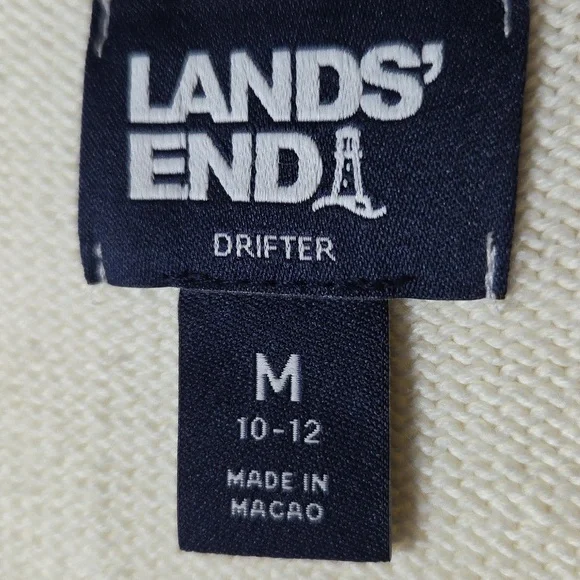 LANDS'
END
DRIFTER
M
10-12
MADE IN
MACAO